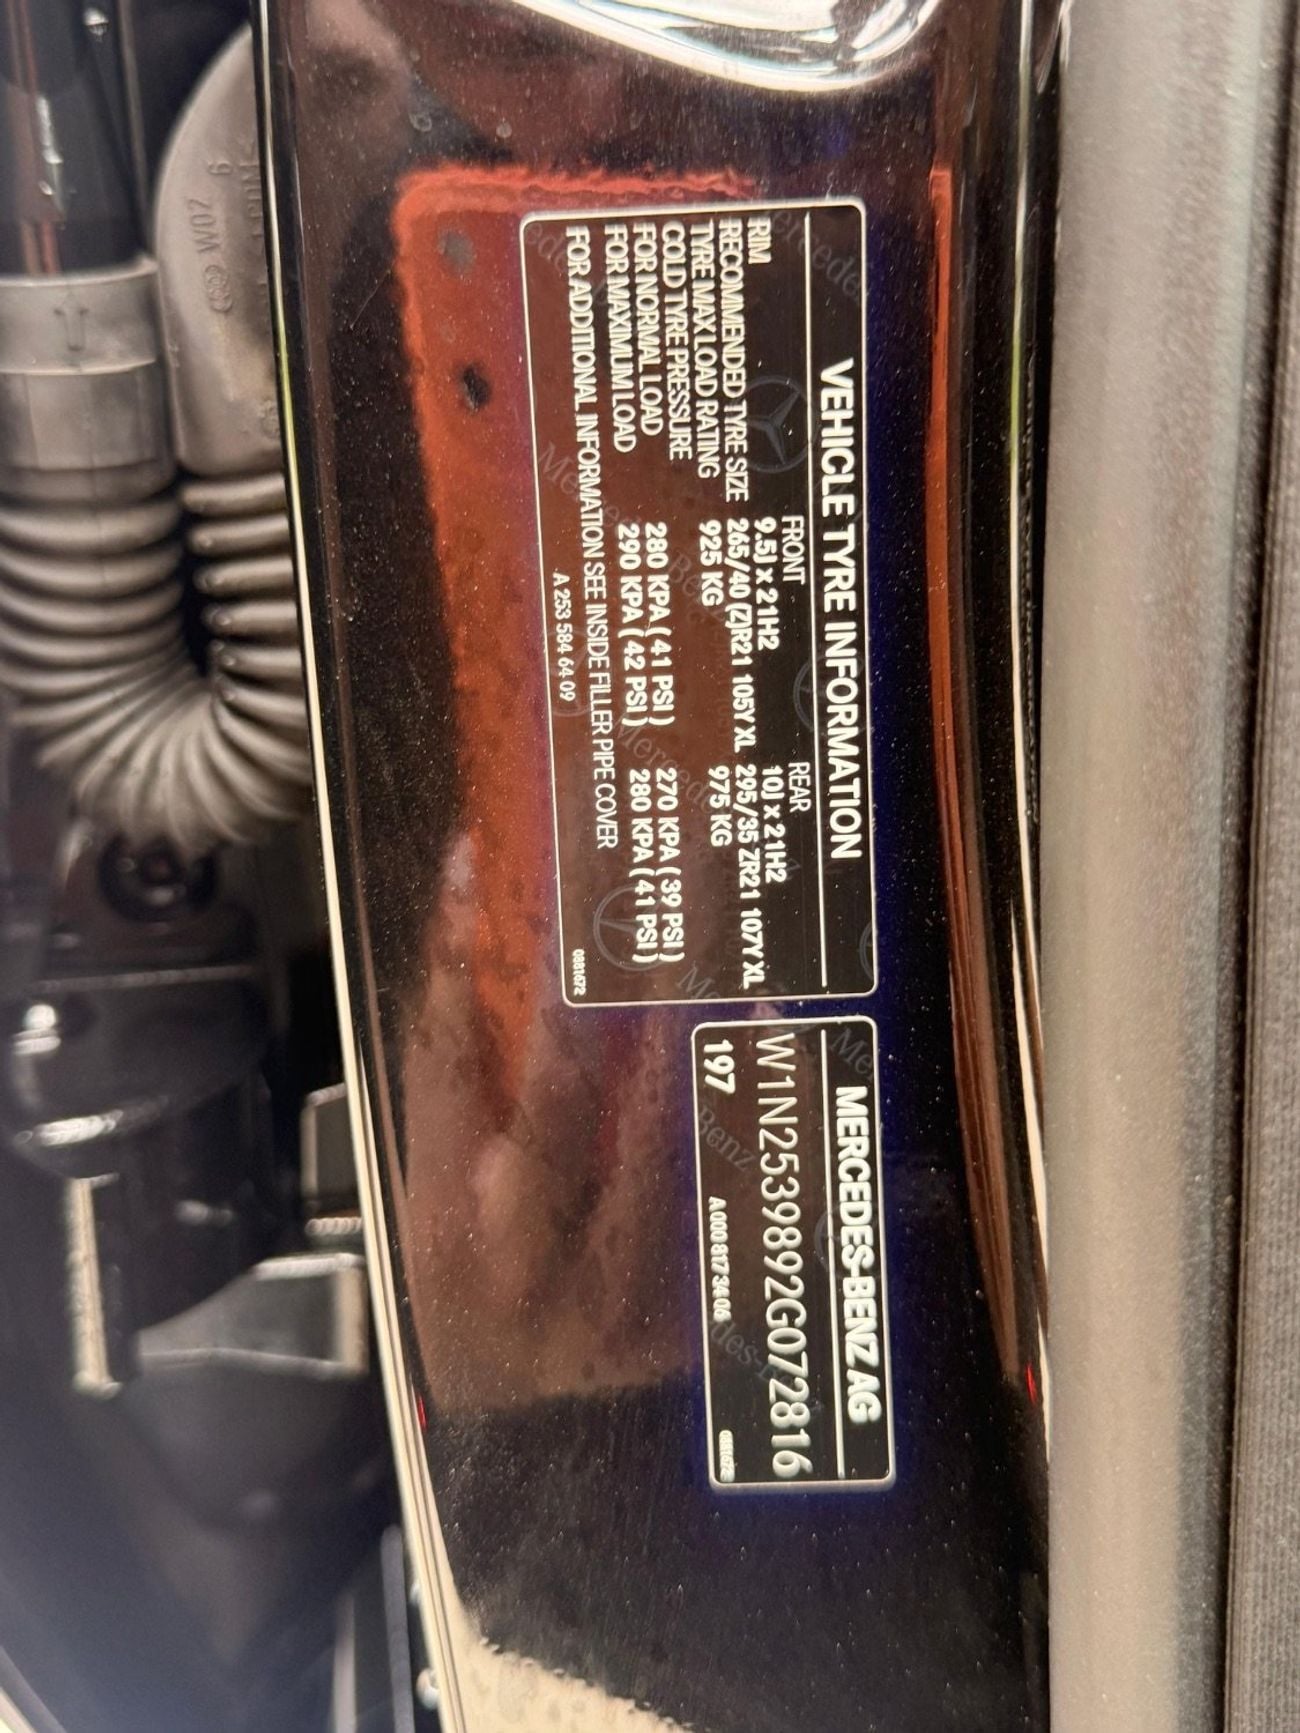 VEHICLE TYRE INFORMATION
FRONT REAR
RIM 9.5J x 21H2 10J x 21H2
RECOMMENDED TYRE SIZE 265/40 (Z)R21 105Y XL 295/35 ZR21 107Y XL
TYRE MAX LOAD RATING 925 KG 975 KG
COLD TYRE PRESSURE
FOR NORMAL LOAD 280 KPA ( 41 PSI ) 270 KPA ( 39 PSI )
FOR MAXIMUM LOAD 290 KPA ( 42 PSI ) 280 KPA ( 41 PSI )
FOR ADDITIONAL INFORMATION SEE INSIDE FILLER PIPE COVER
A 253 584 64 09
0881672
MERCEDES-BENZ AG
W1N2539892G072816
197
A 000 817 34 06